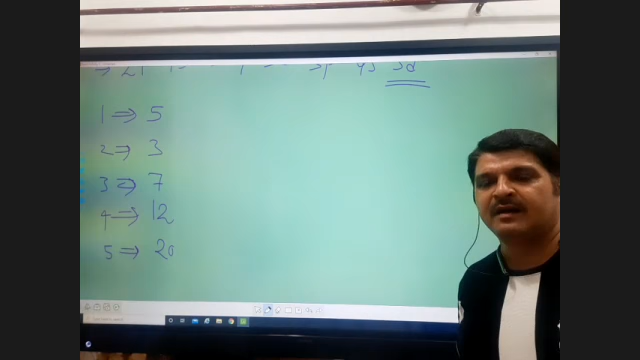 1 ⇒ 5
2 ⇒ 3
3 ⇒ 7
4 ⇒ 12
5 ⇒ 20